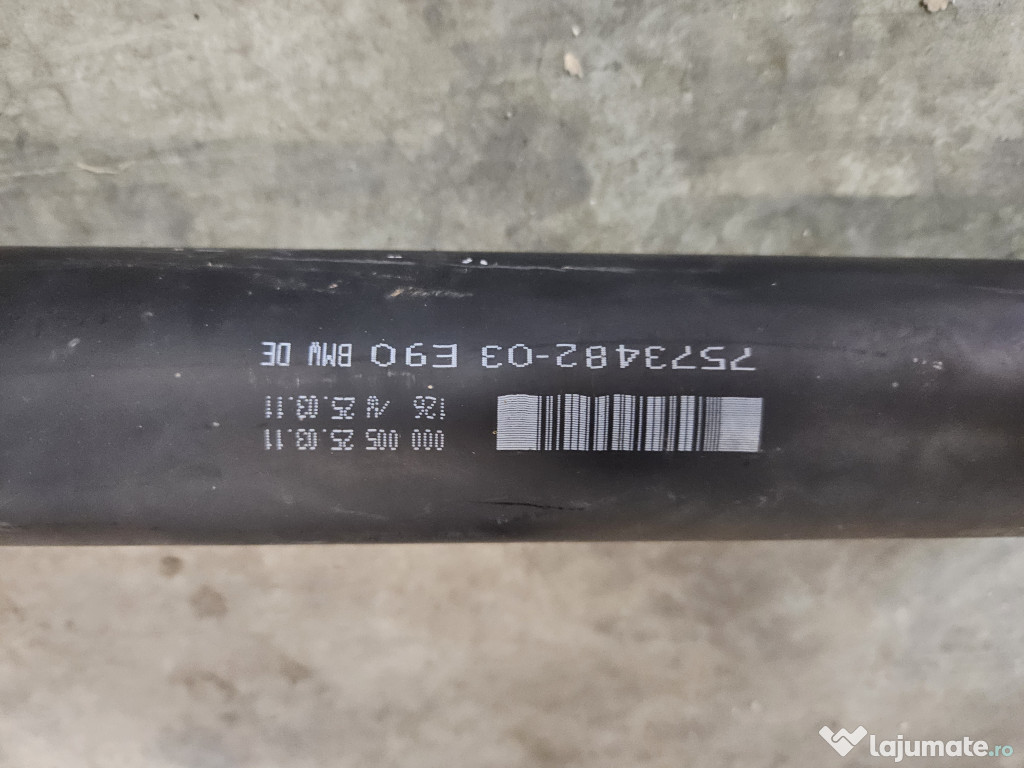 000 005 25.03.11
126 25.03.11
7573482-03 E90 BMW DE
lajumate.ro